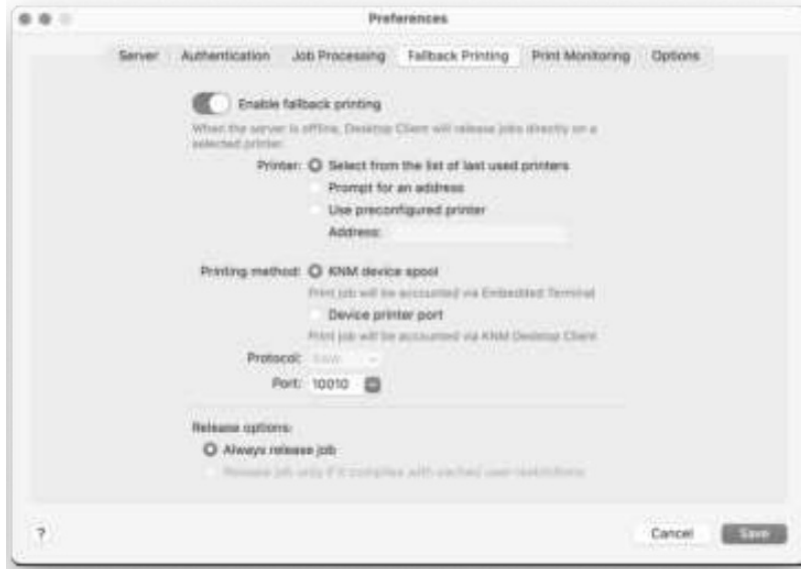 Preferences
Server Authentication Job Processing Fallback Printing Print Monitoring Options
Enable fallback printing
When the server is offline, Desktop Client will release jobs directly on a
selected printer.
Printer: Select from the list of last used printers
Prompt for an address
Use preconfigured printer
Address:
Printing method: KNM device spool
Print job will be accounted via Embedded Terminal
Device printer port
Print job will be accounted via KNM Desktop Client
Protocol: RAW
Port: 10010
Release options:
Always release job
Release job only if it complies with cached user restrictions
? Cancel Save